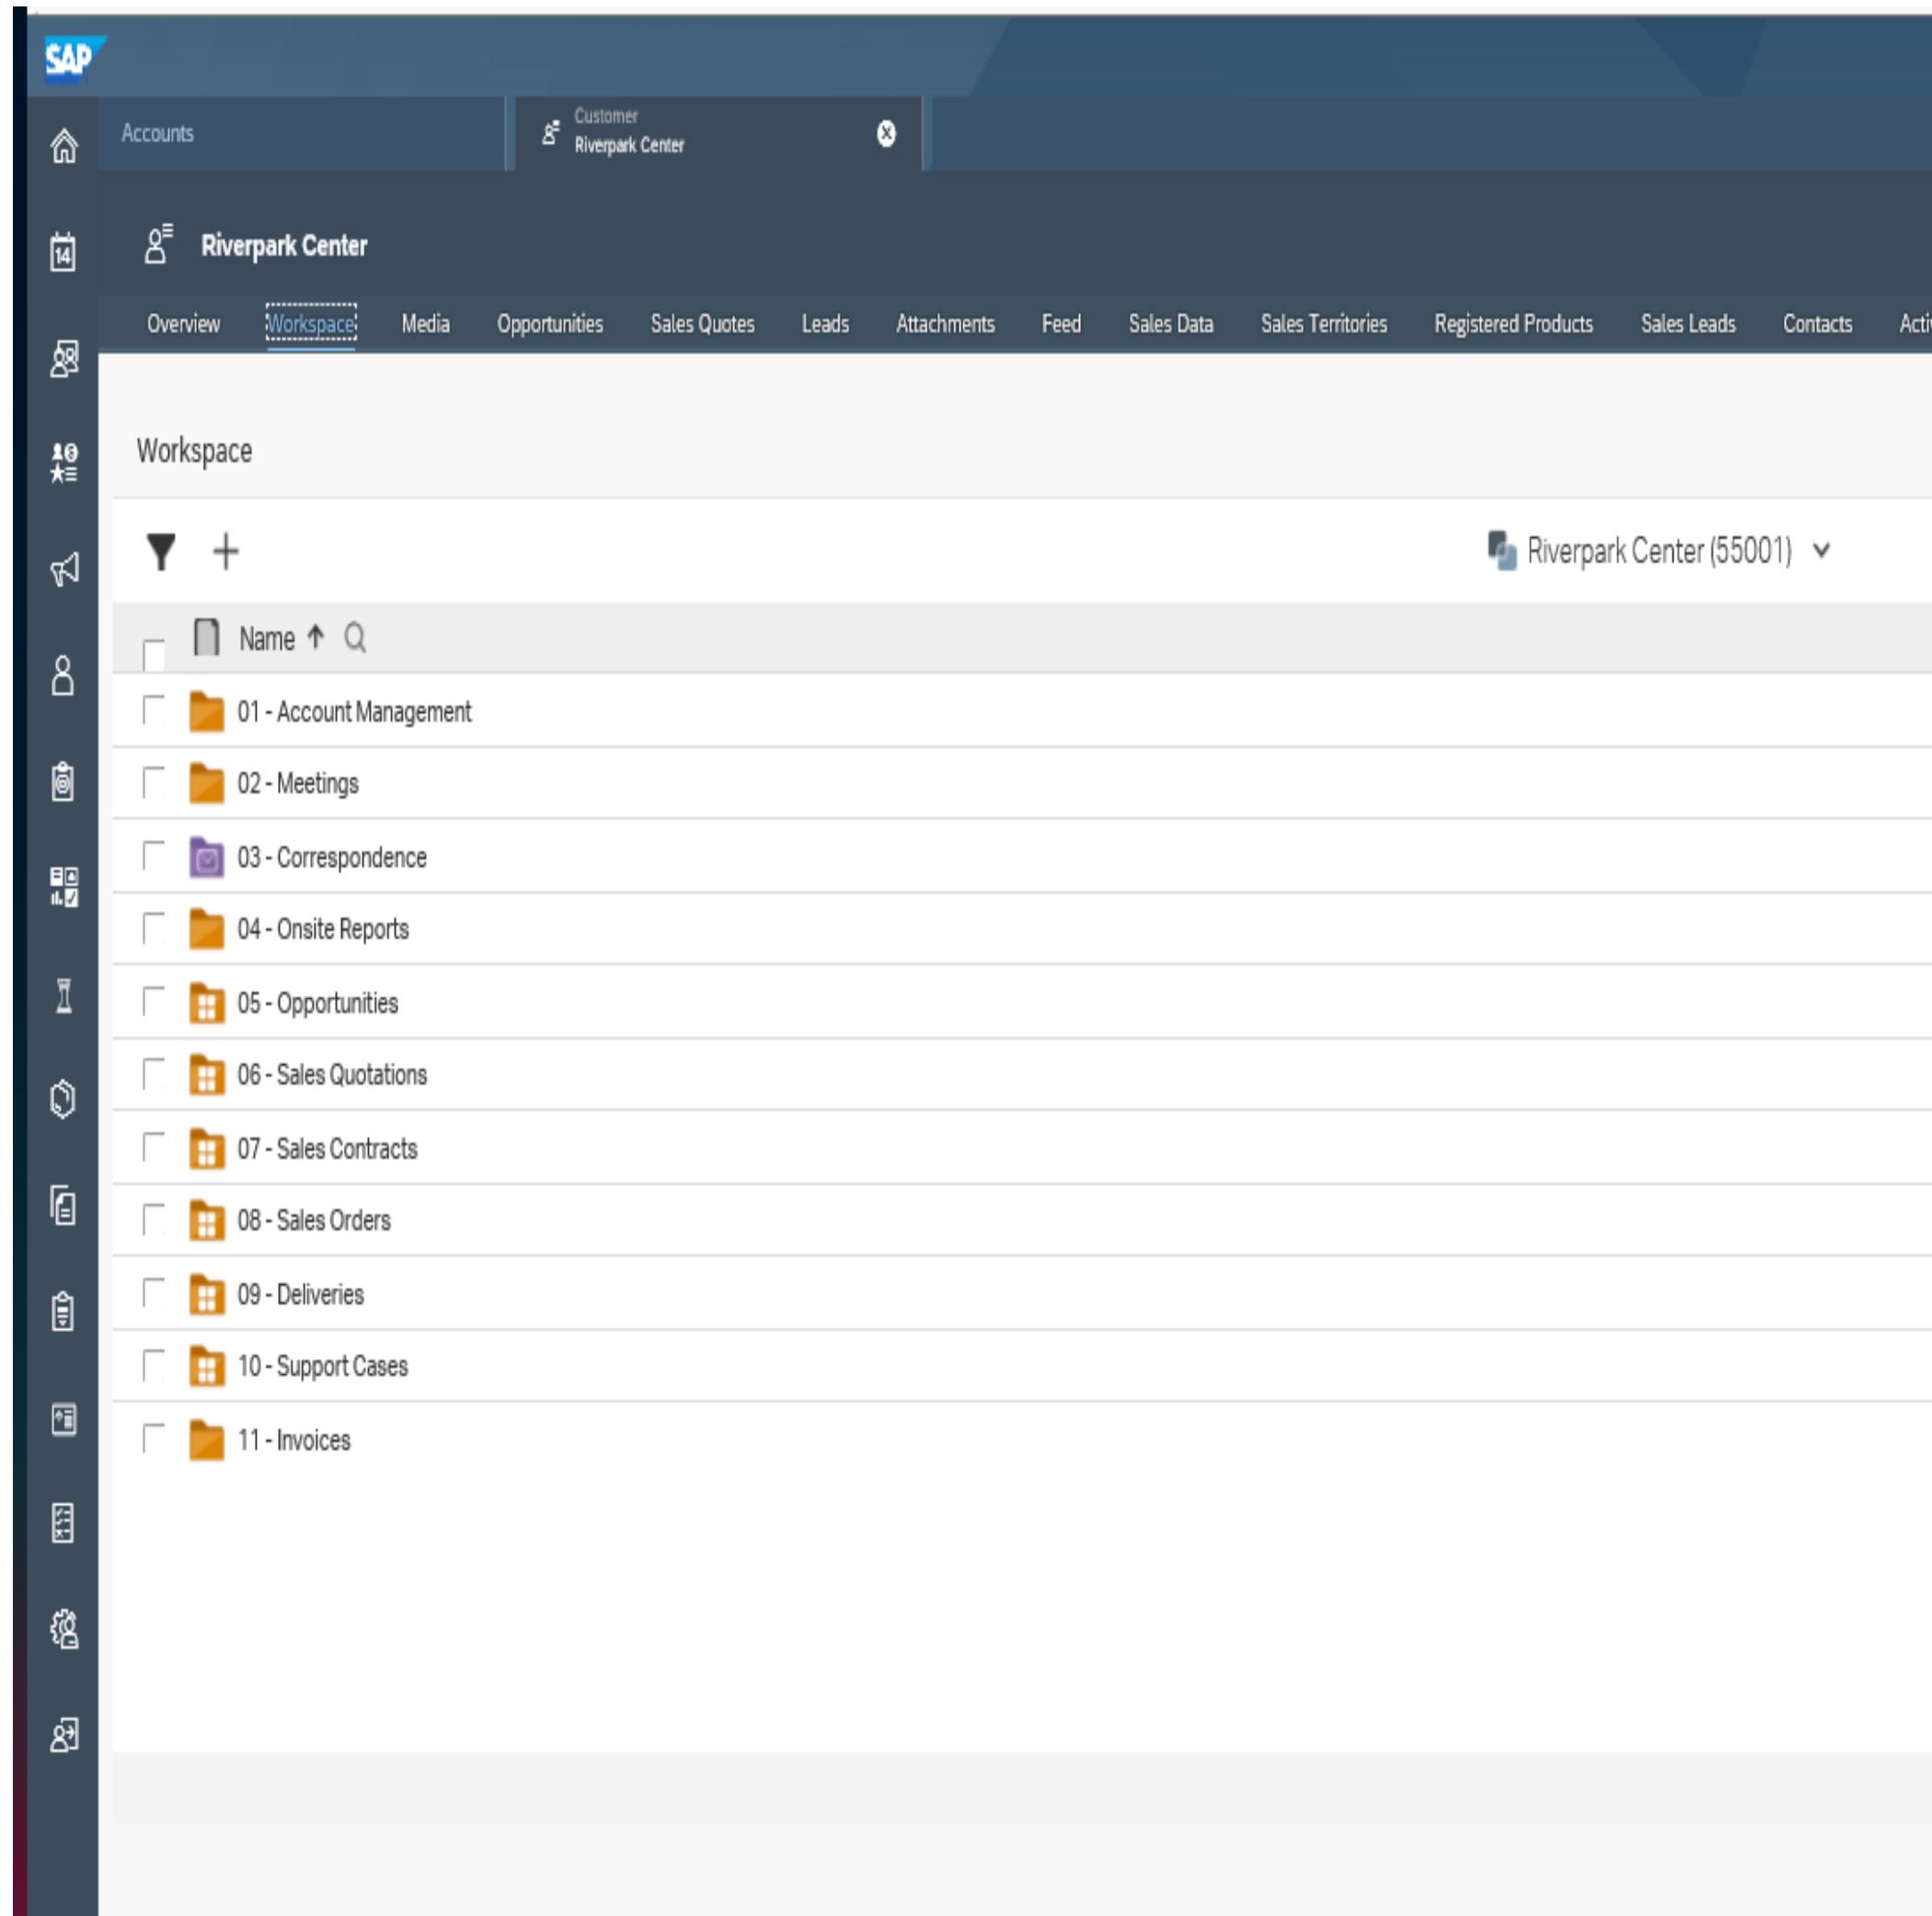 SAP
Accounts
Customer
Riverpark Center
14
Riverpark Center
Overview Workspace Media Opportunities Sales Quotes Leads Attachments Feed Sales Data Sales Territories Registered Products Sales Leads Contacts Acti
Workspace
Riverpark Center (55001)
Name
01 - Account Management
02 - Meetings
03 - Correspondence
04 - Onsite Reports
05 - Opportunities
06 - Sales Quotations
07 - Sales Contracts
08 - Sales Orders
09 - Deliveries
10 - Support Cases
11 - Invoices